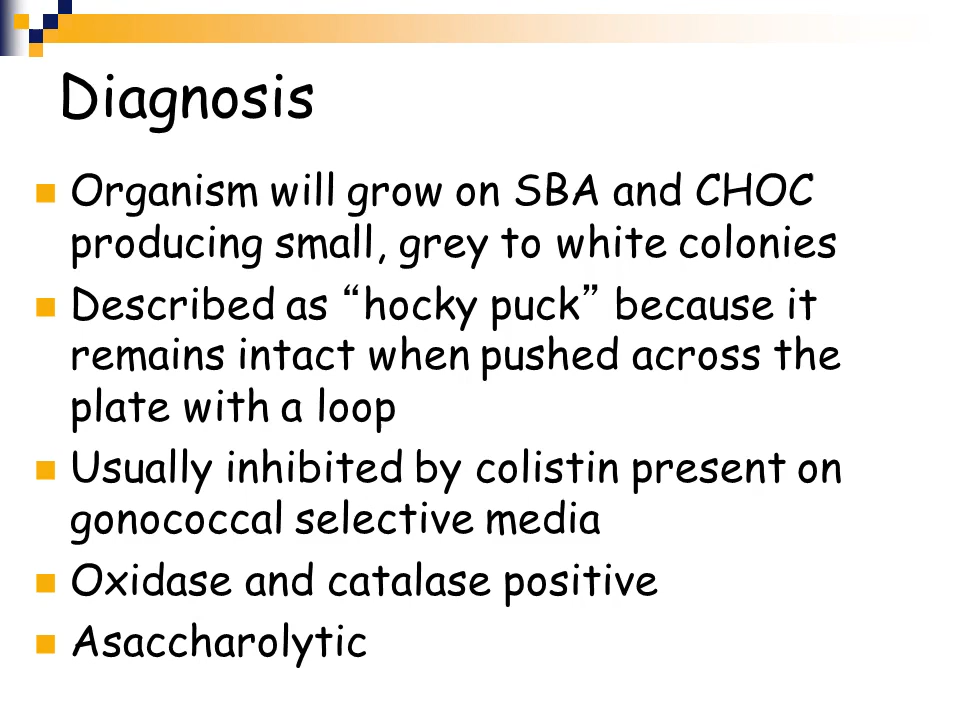 Diagnosis
Organism will grow on SBA and CHOC
producing small, grey to white colonies
Described as “hocky puck” because it
remains intact when pushed across the
plate with a loop
Usually inhibited by colistin present on
gonococcal selective media
Oxidase and catalase positive
Asaccharolytic